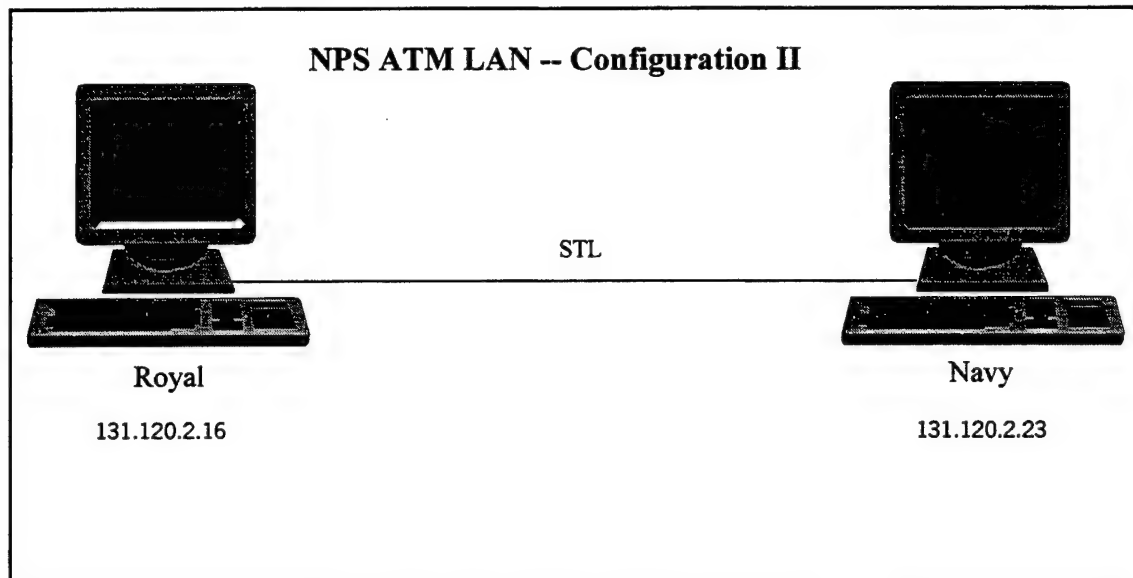 NPS ATM LAN -- Configuration II
STL
Royal
Navy
131.120.2.16
131.120.2.23